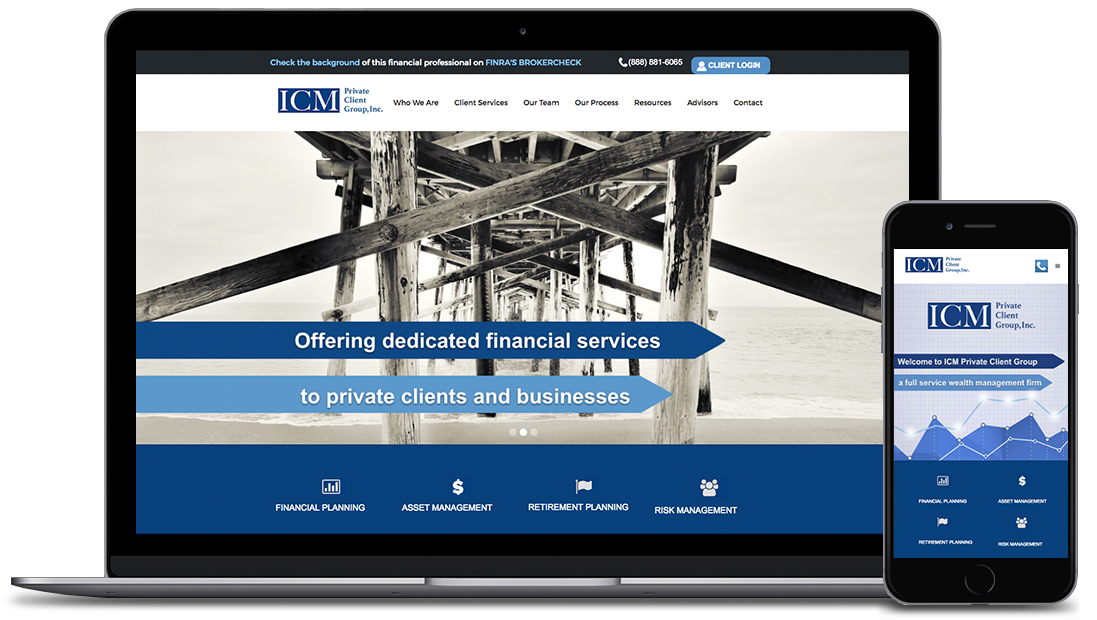 Check the background of this financial professional on FINRA'S BROKERCHECK
(888) 881-6065
CLIENT LOGIN
ICM Private
Client
Group, Inc.
Who We Are Client Services Our Team Our Process Resources Advisors Contact
Offering dedicated financial services
to private clients and businesses
FINANCIAL PLANNING
ASSET MANAGEMENT
RETIREMENT PLANNING
RISK MANAGEMENT
ICM Private
Client
Group, Inc.
ICM Private
Client
Group, Inc.
Welcome to ICM Private Client Group
a full service wealth management firm
FINANCIAL PLANNING
ASSET MANAGEMENT
RETIREMENT PLANNING
RISK MANAGEMENT